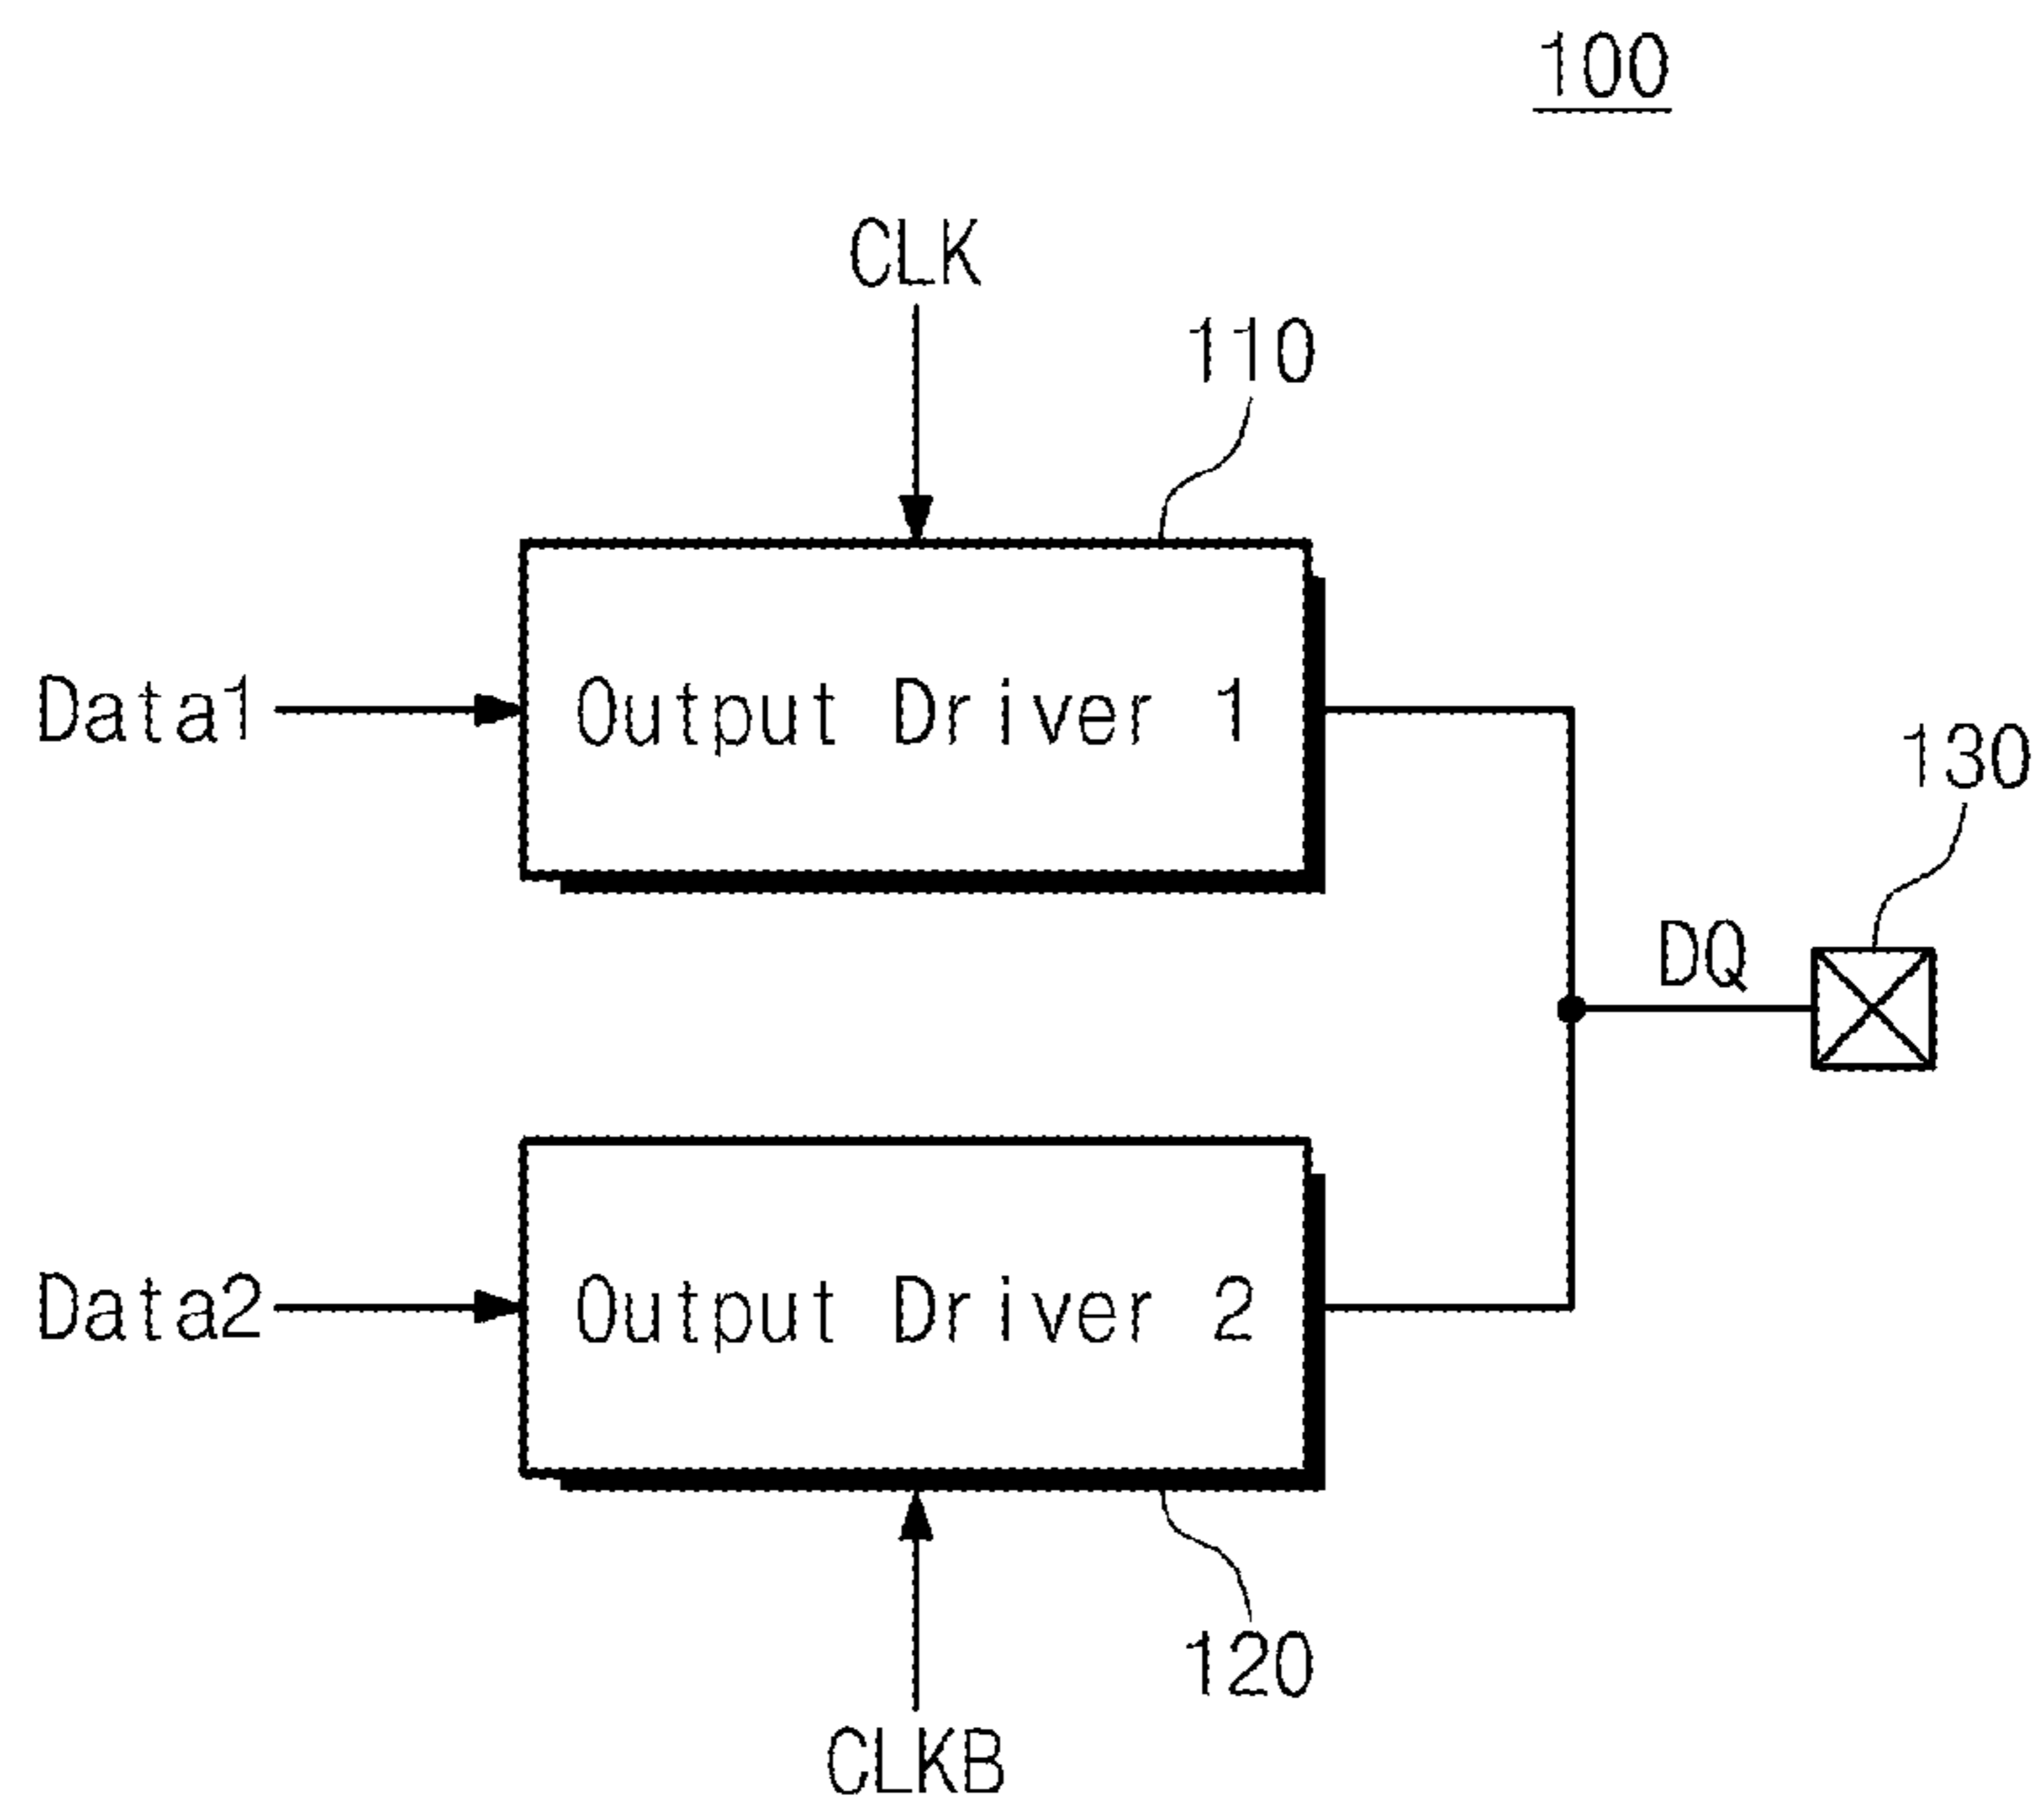 100
CLK
110
Data1
Output Driver 1
130
DQ
Data2
Output Driver 2
120
CLKB